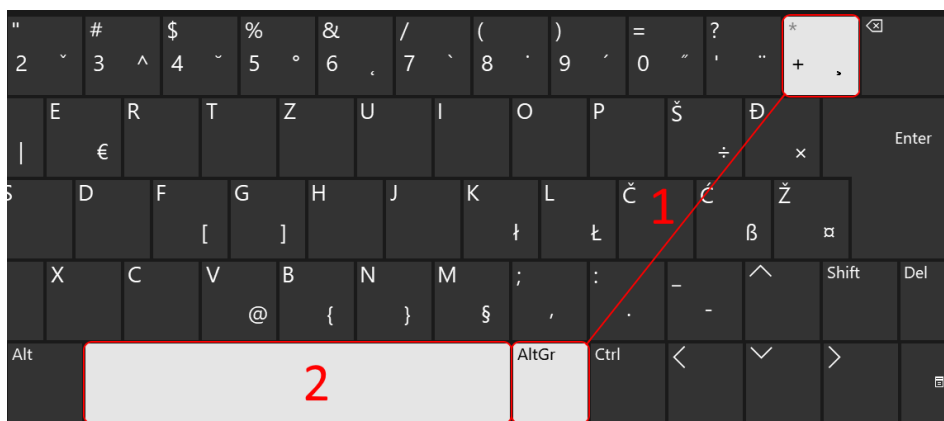 " # $ % & / ( ) = ? *
2 ˇ 3 ^ 4 ˘ 5 ° 6 ˛ 7 ` 8 ˙ 9 ´ 0 ˝ ' ¨ + ¸
E R T Z U I O P Š Đ Enter
| € ÷ ×
S D F G H J K L Č 1 Ć Ž
[ ] ł Ł ß ¤
X C V B N M ; : _ Shift Del
@ { } § , . -
Alt 2 AltGr Ctrl